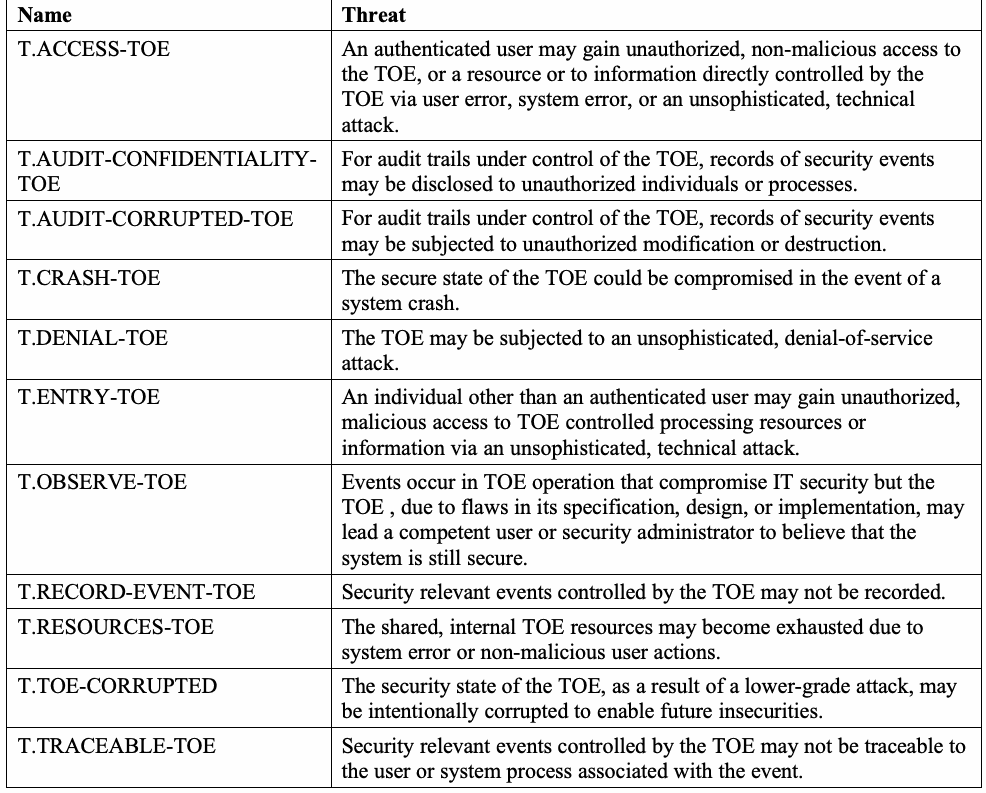 Name Threat
T.ACCESS-TOE An authenticated user may gain unauthorized, non-malicious access to
the TOE, or a resource or to information directly controlled by the
TOE via user error, system error, or an unsophisticated, technical
attack.
T.AUDIT-CONFIDENTIALITY-
TOE
For audit trails under control of the TOE, records of security events
may be disclosed to unauthorized individuals or processes.
T.AUDIT-CORRUPTED-TOE For audit trails under control of the TOE, records of security events
may be subjected to unauthorized modification or destruction.
T.CRASH-TOE The secure state of the TOE could be compromised in the event of a
system crash.
T.DENIAL-TOE The TOE may be subjected to an unsophisticated, denial-of-service
attack.
T.ENTRY-TOE An individual other than an authenticated user may gain unauthorized,
malicious access to TOE controlled processing resources or
information via an unsophisticated, technical attack.
T.OBSERVE-TOE Events occur in TOE operation that compromise IT security but the
TOE , due to flaws in its specification, design, or implementation, may
lead a competent user or security administrator to believe that the
system is still secure.
T.RECORD-EVENT-TOE Security relevant events controlled by the TOE may not be recorded.
T.RESOURCES-TOE The shared, internal TOE resources may become exhausted due to
system error or non-malicious user actions.
T.TOE-CORRUPTED The security state of the TOE, as a result of a lower-grade attack, may
be intentionally corrupted to enable future insecurities.
T.TRACEABLE-TOE Security relevant events controlled by the TOE may not be traceable to
the user or system process associated with the event.